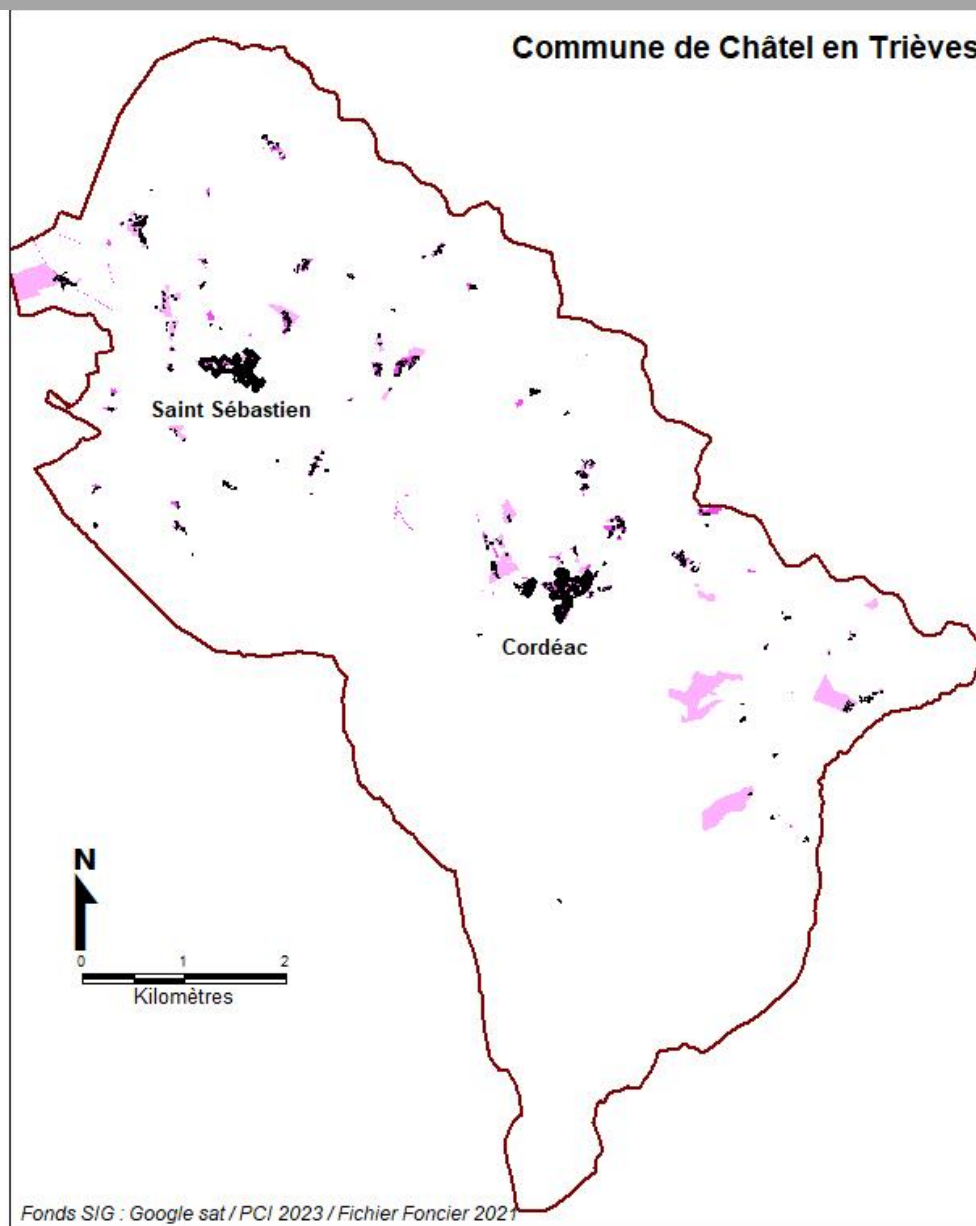 Commune de Châtel en Trièves
Saint Sébastien
Cordéac
N
0 1 2
Kilomètres
Fonds SIG : Google sat / PCI 2023 / Fichier Foncier 2021